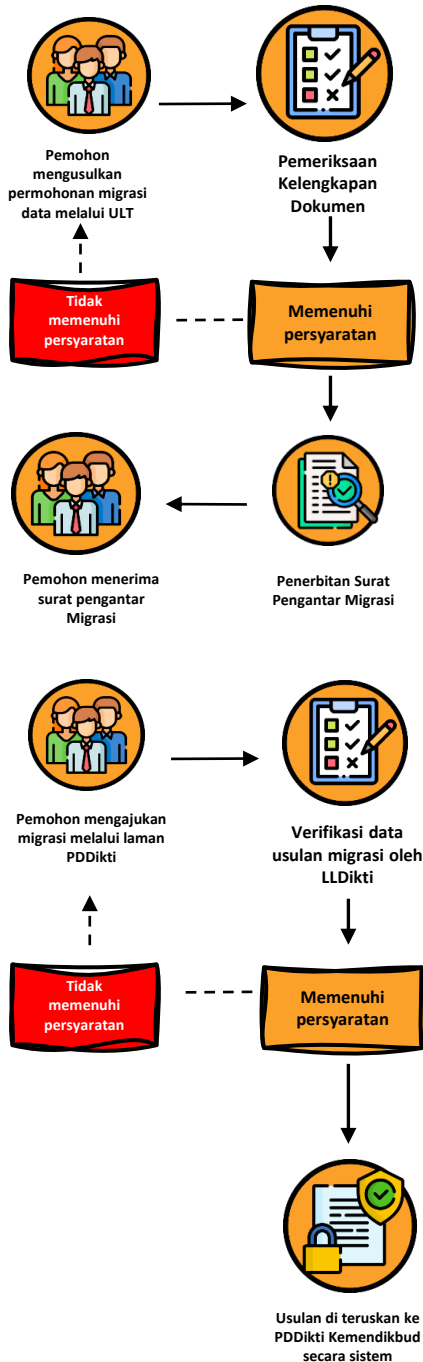 Pemohon
mengusulkan
permohonan migrasi
data melalui ULT
Pemeriksaan
Kelengkapan
Dokumen
Tidak
memenuhi
persyaratan
Memenuhi
persyaratan
Pemohon menerima
surat pengantar
Migrasi
Penerbitan Surat
Pengantar Migrasi
Pemohon mengajukan
migrasi melalui laman
PDDikti
Verifikasi data
usulan migrasi oleh
LLDikti
Tidak
memenuhi
persyaratan
Memenuhi
persyaratan
Usulan di teruskan ke
PDDikti Kemendikbud
secara sistem